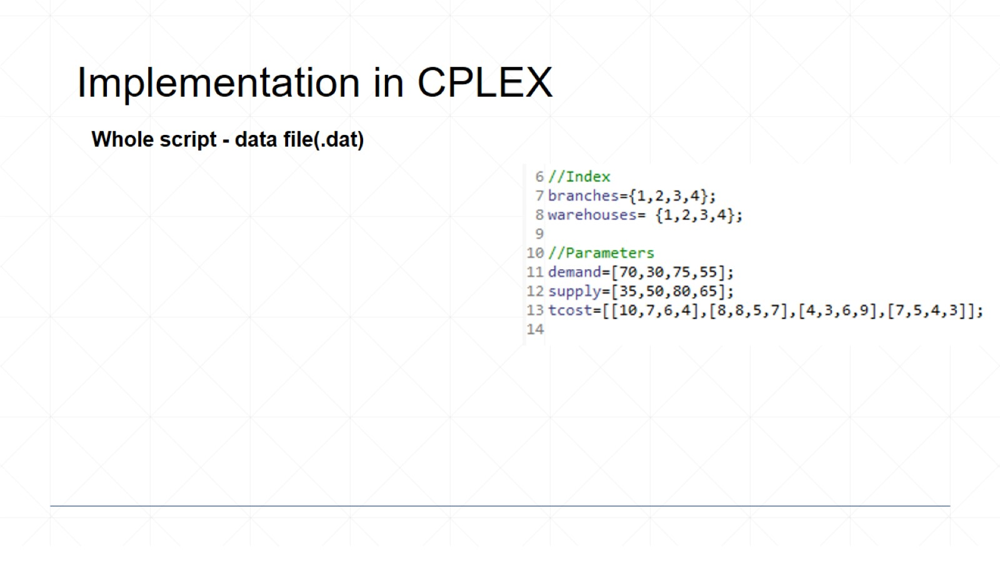 Implementation in CPLEX
Whole script - data file(.dat)
6 //Index
7 branches={1,2,3,4};
8 warehouses= {1,2,3,4};
9
10 //Parameters
11 demand=[70,30,75,55];
12 supply=[35,50,80,65];
13 tcost=[[10,7,6,4],[8,8,5,7],[4,3,6,9],[7,5,4,3]];
14